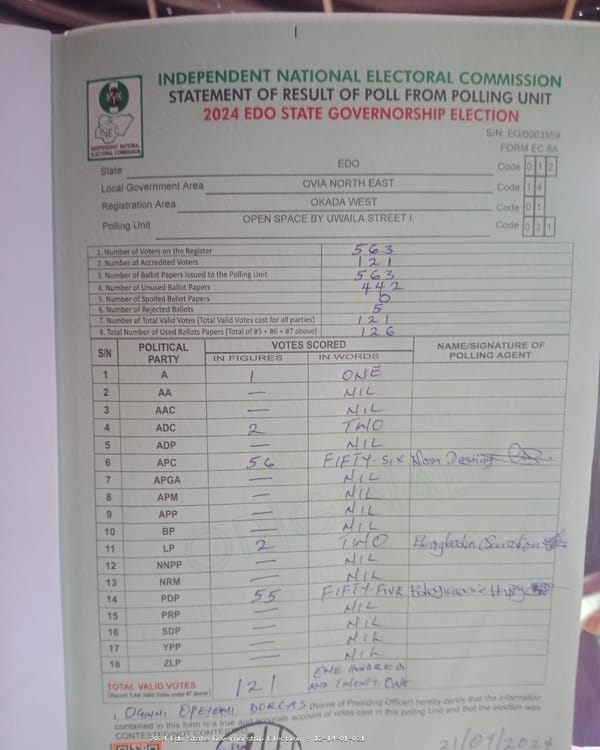 INDEPENDENT NATIONAL ELECTORAL COMMISSION
STATEMENT OF RESULT OF POLL FROM POLLING UNIT
2024 EDO STATE GOVERNORSHIP ELECTION
INDEPENDENT NATIONAL ELECTORAL COMMISSION
S/N: EG/0003559
FORM EC 8A
State EDO Code 0 1 2
Local Government Area OVIA NORTH EAST Code 1 4
Registration Area OKADA WEST Code 0 1
Polling Unit OPEN SPACE BY UWAILA STREET I Code 0 2 1
1. Number of Voters on the Register 563
2. Number of Accredited Voters 121
3. Number of Ballot Papers Issued to the Polling Unit 563
4. Number of Unused Ballot Papers 442
5. Number of Spoiled Ballot Papers 0
6. Number of Rejected Ballots 5
7. Number of Total Valid Votes (Total Valid Votes cast for all parties) 121
8. Total Number of Used Ballots Papers (Total of #5 + #6 + #7 above) 126
S/N POLITICAL PARTY VOTES SCORED NAME/SIGNATURE OF POLLING AGENT
IN FIGURES IN WORDS
1 A 1 ONE
2 AA — NIL
3 AAC — NIL
4 ADC 2 TWO
5 ADP — NIL
6 APC 56 FIFTY-SIX
7 APGA — NIL
8 APM — NIL
9 APP — NIL
10 BP — NIL
11 LP 2 TWO
12 NNPP — NIL
13 NRM — NIL
14 PDP 55 FIFTY-FIVE
15 PRP — NIL
16 SDP — NIL
17 YPP — NIL
18 ZLP — NIL
TOTAL VALID VOTES 121 ONE HUNDRED AND TWENTY-ONE
(Record Total Valid Votes under #7 above)
I, OGUNNI OPEYEMI DORCAS (Name of Presiding Officer) hereby certify that the information
contained in this form is a true and accurate account of votes cast in this polling Unit and that the election was
CONTESTED/NOT CONTESTED
21/09/2024
2024 Edo State Governorship Election - 12-14-01-021